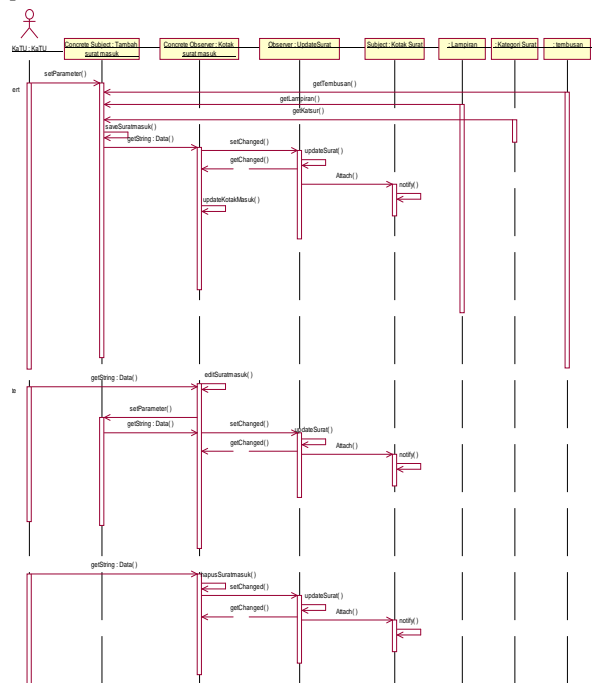 KaTU : KaTU
Concrete Subject : Tambah
surat masuk
Concrete Observer : Kotak
surat masuk
Observer : UpdateSurat
Subject : Kotak Surat
: Lampiran
: Kategori Surat
: tembusan
setParameter( )
ert
getTembusan( )
getLampiran( )
getKatsur( )
saveSuratmasuk( )
getString : Data( )
setChanged( )
updateSurat( )
getChanged( )
Attach( )
notify( )
updateKotakMasuk( )
getString : Data( )
editSuratmasuk( )
te
setParameter( )
getString : Data( )
setChanged( )
updateSurat( )
getChanged( )
Attach( )
notify( )
getString : Data( )
hapusSuratmasuk( )
setChanged( )
updateSurat( )
getChanged( )
Attach( )
notify( )